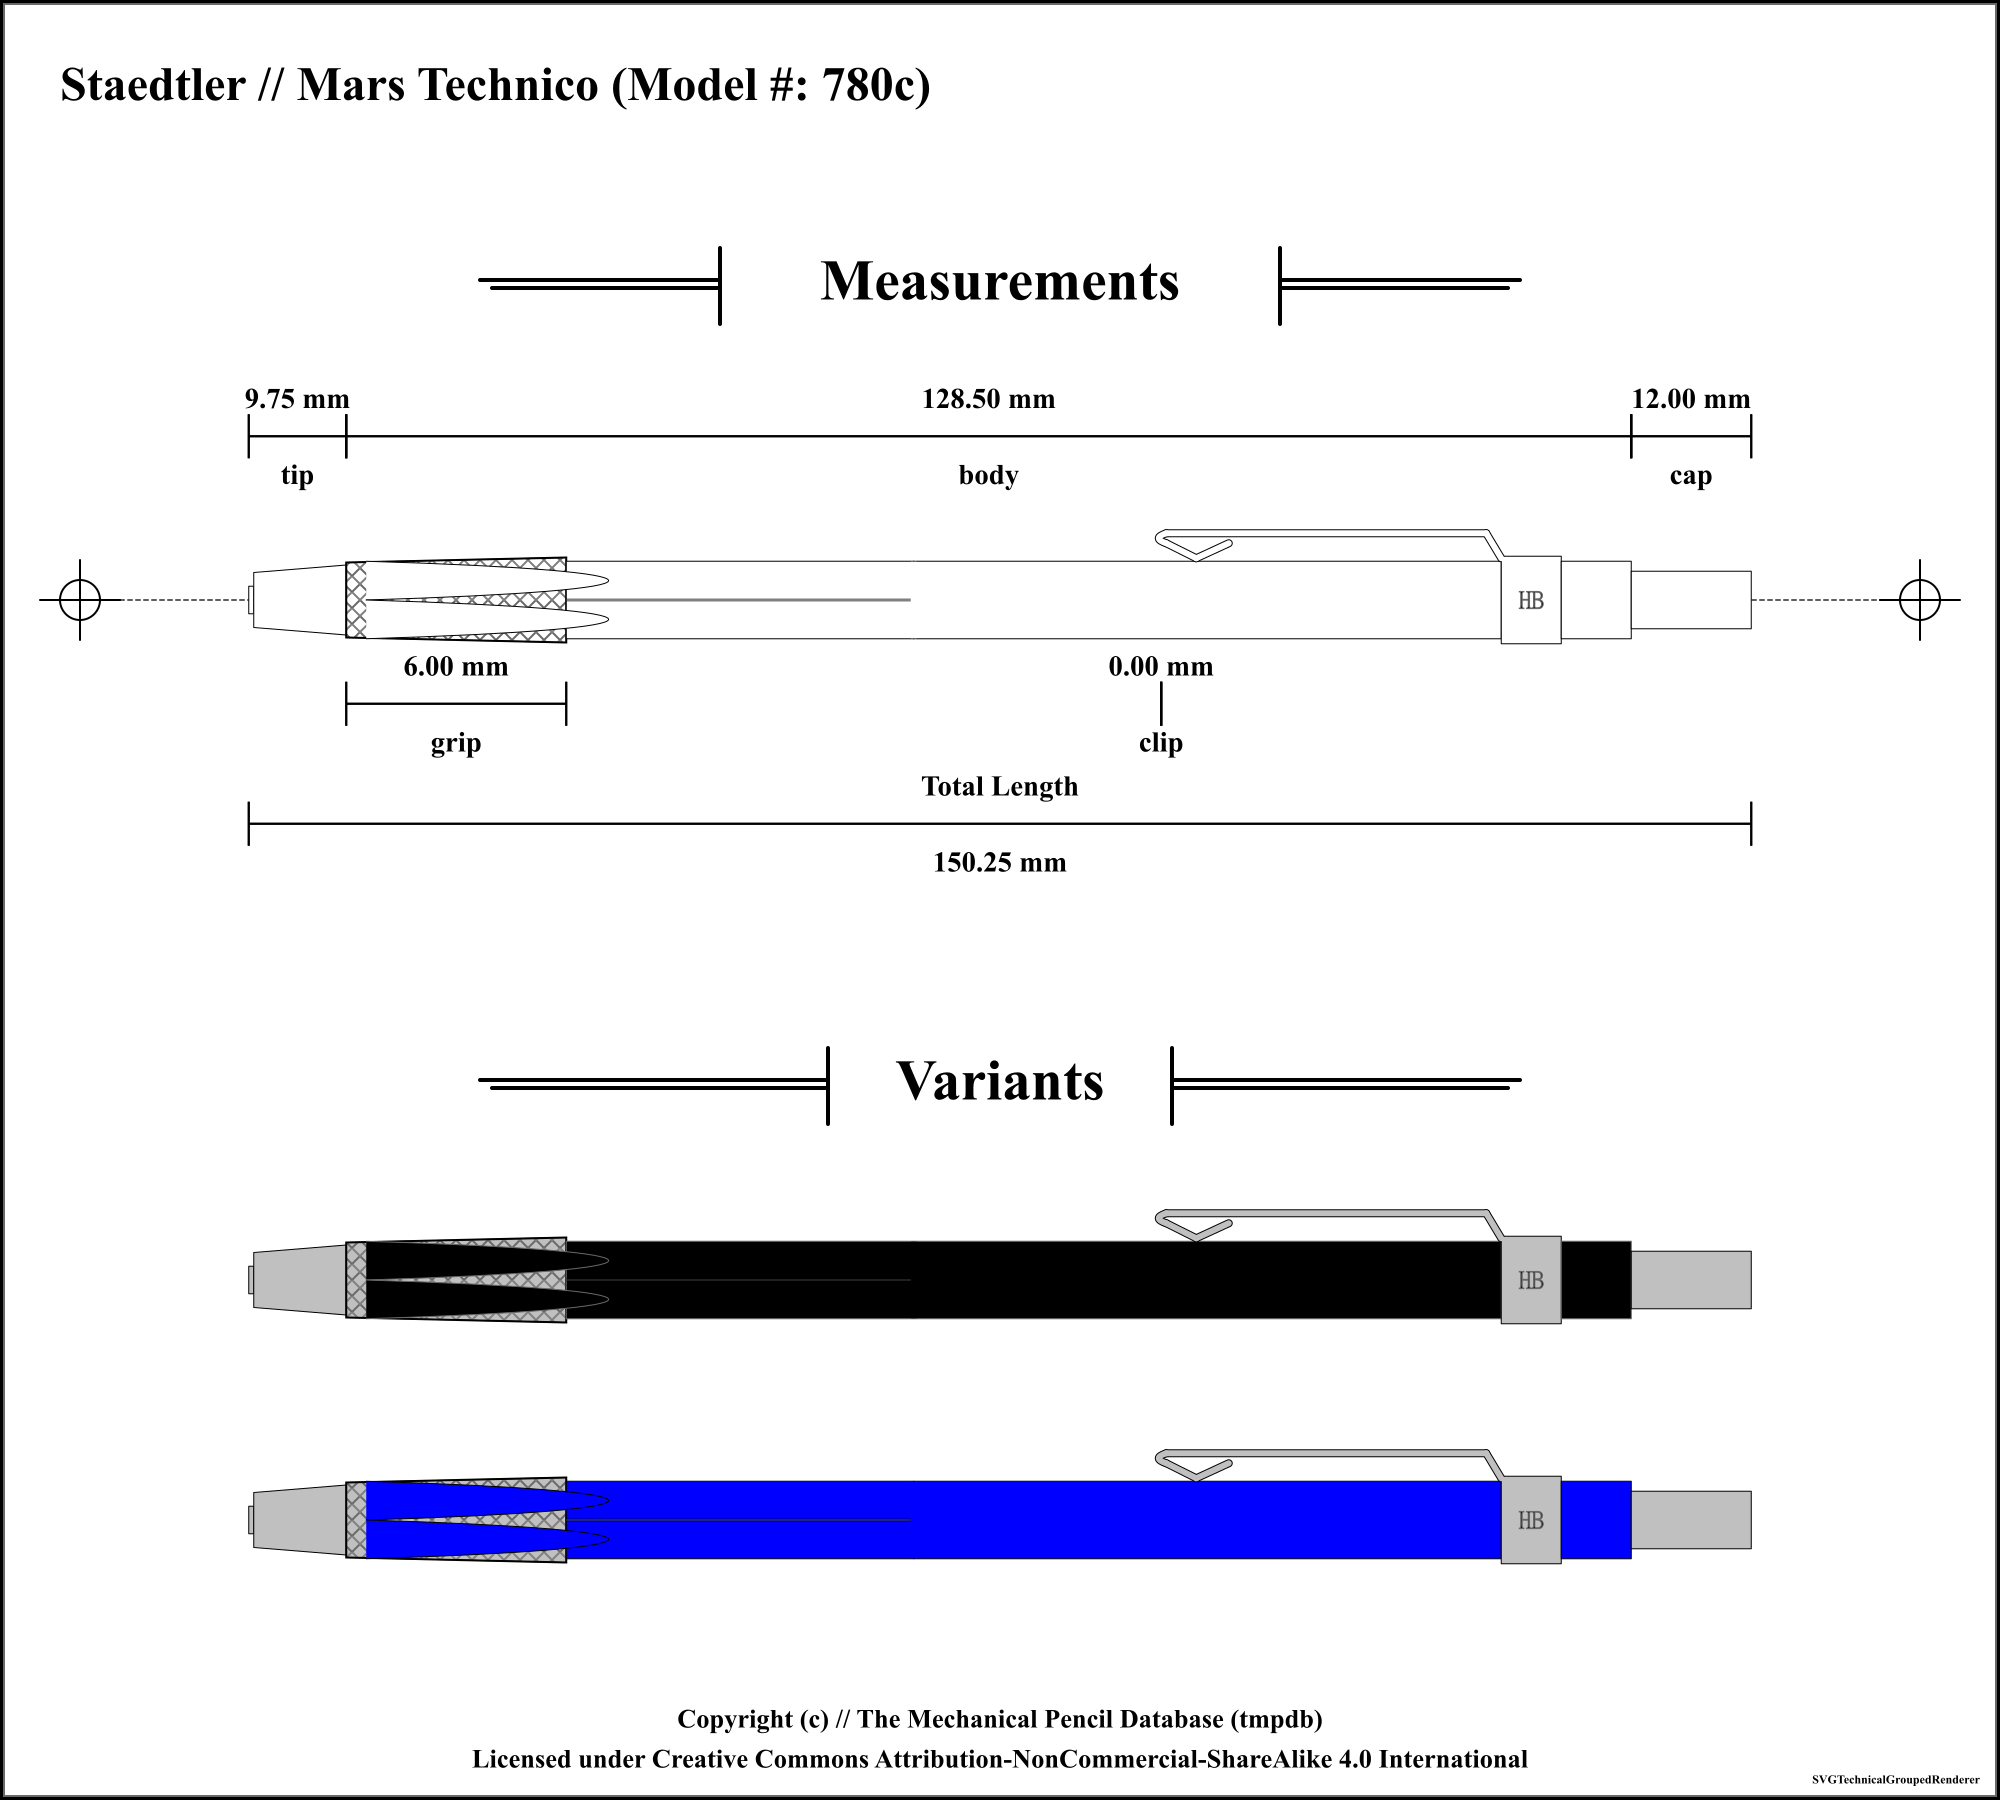 Staedtler // Mars Technico (Model #: 780c)
Measurements
9.75 mm
128.50 mm
12.00 mm
tip
body
cap
HB
6.00 mm
0.00 mm
grip
clip
Total Length
150.25 mm
Variants
HB
HB
Copyright (c) // The Mechanical Pencil Database (tmpdb)
Licensed under Creative Commons Attribution-NonCommercial-ShareAlike 4.0 International
SVGTechnicalGroupedRenderer